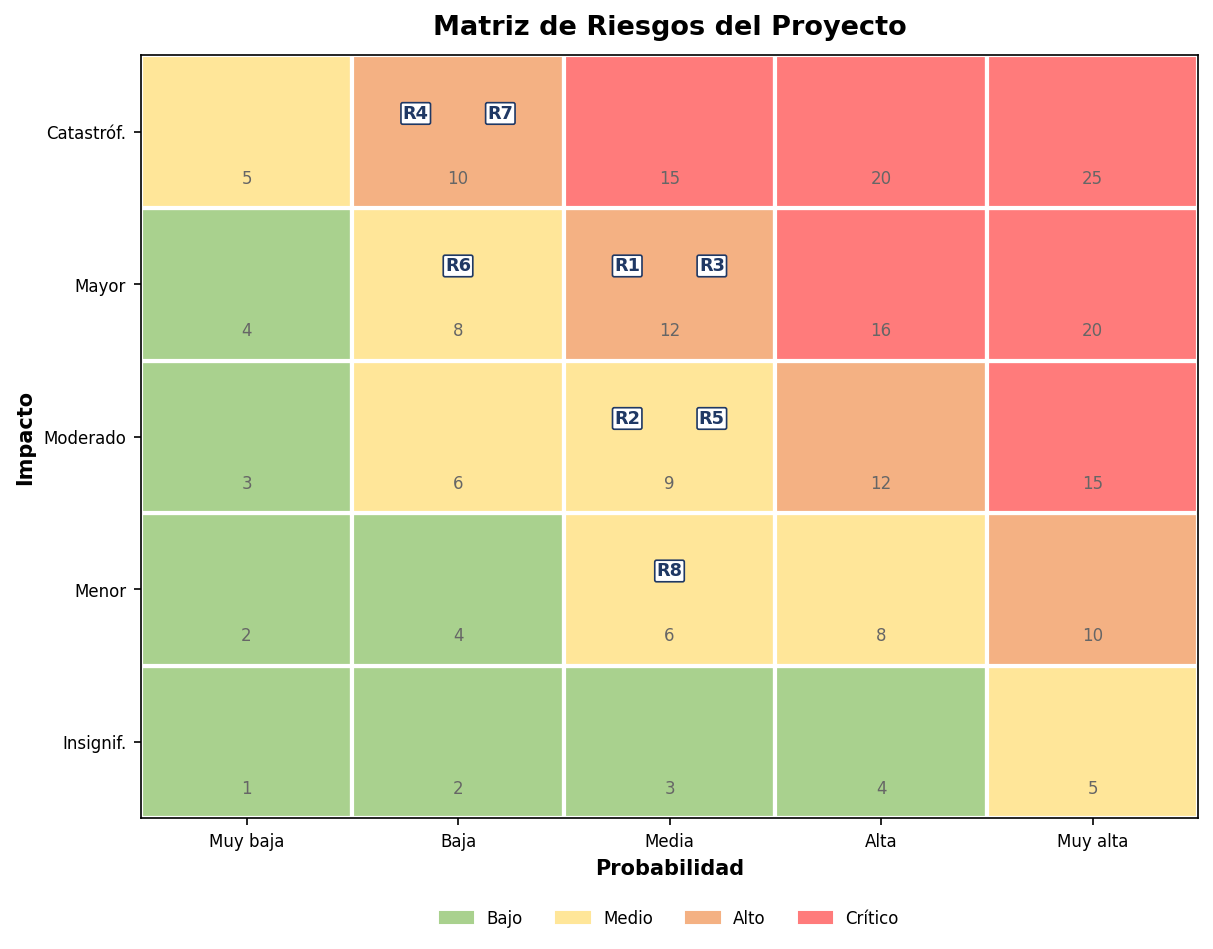 Matriz de Riesgos del Proyecto
Impacto
Catastróf.
R4 R7
5 10 15 20 25
Mayor
R6 R1 R3
4 8 12 16 20
Moderado
R2 R5
3 6 9 12 15
Menor
R8
2 4 6 8 10
Insignif.
1 2 3 4 5
Muy baja Baja Media Alta Muy alta
Probabilidad
Bajo Medio Alto Crítico